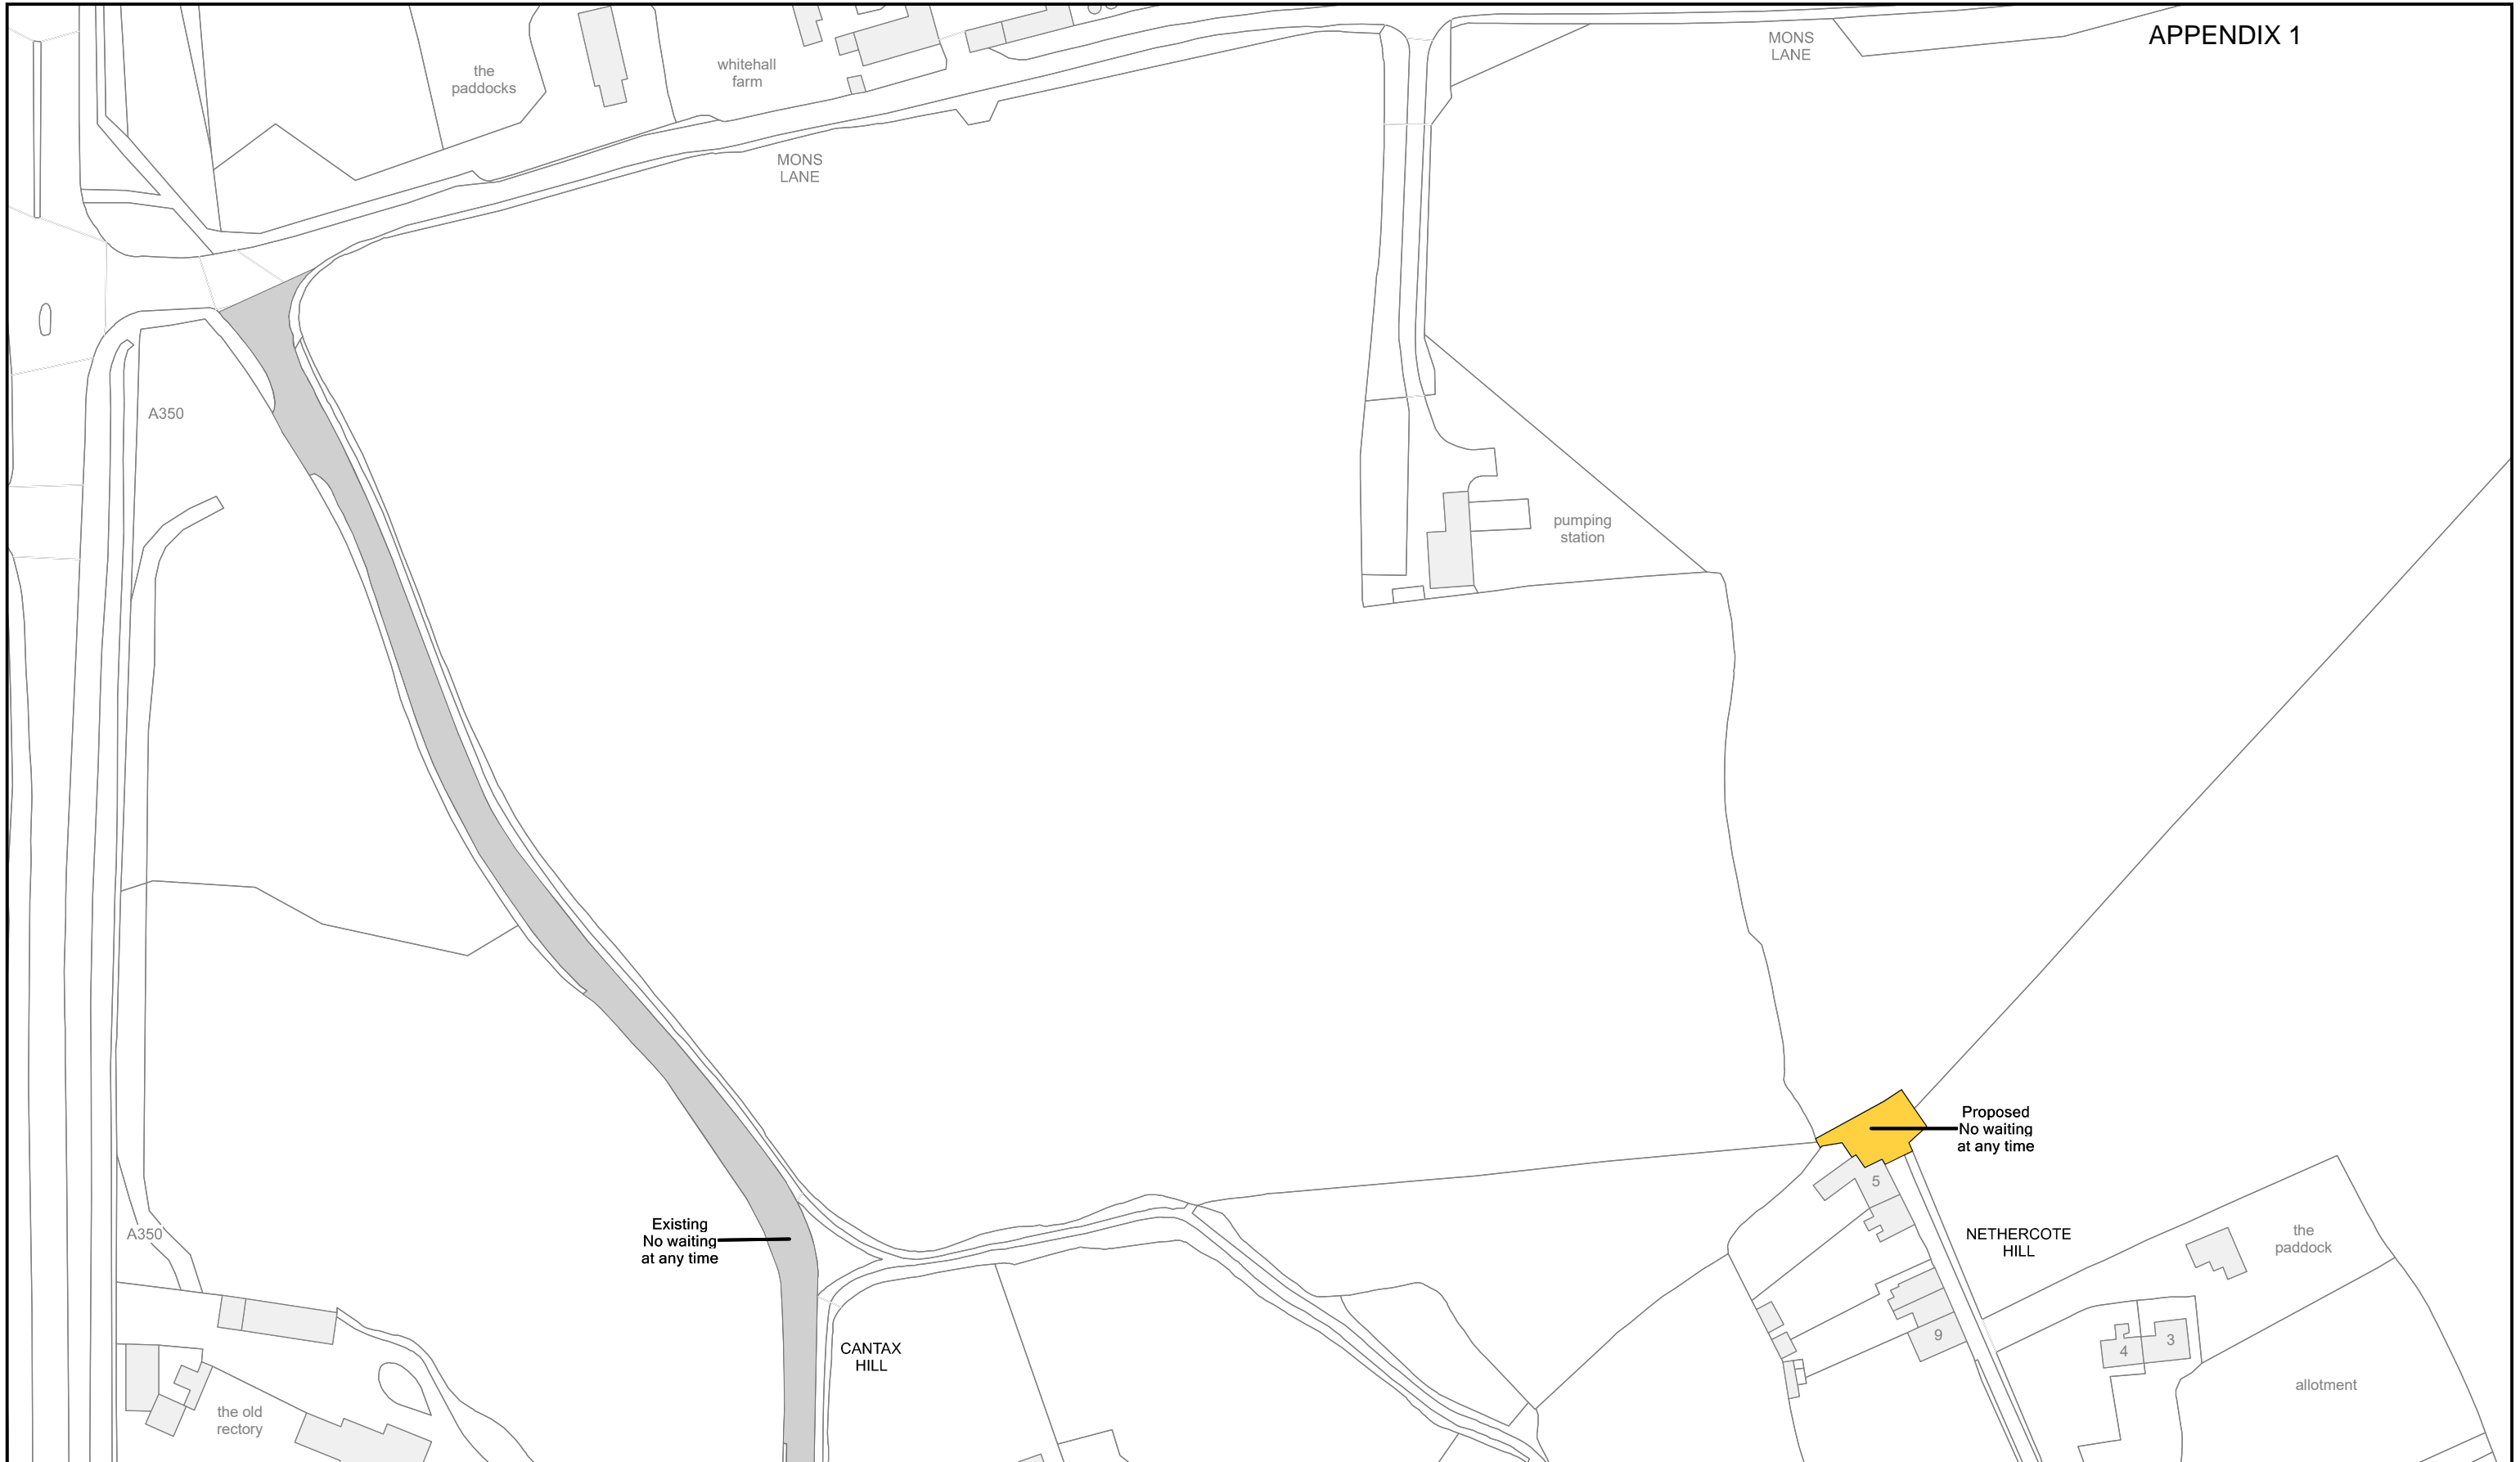 APPENDIX 1
MONS
LANE
the
paddocks
whitehall
farm
MONS
LANE
A350
pumping
station
Proposed
No waiting
at any time
5
Existing
No waiting
at any time
A350
NETHERCOTE
HILL
the
paddock
9
4
3
CANTAX
HILL
allotment
the old
rectory